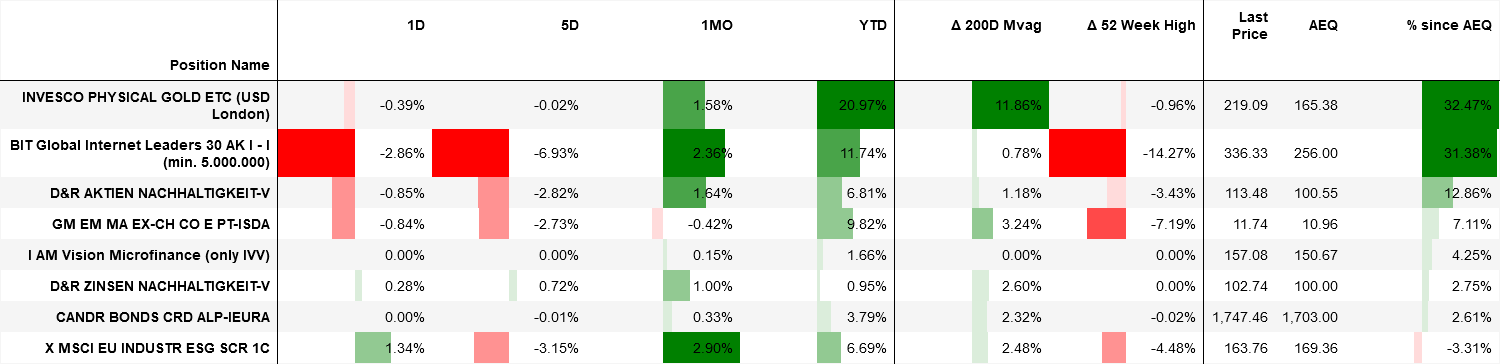 Position Name 1D 5D 1MO YTD Δ 200D Mvag Δ 52 Week High Last Price AEQ % since AEQ
INVESCO PHYSICAL GOLD ETC (USD London) -0.39% -0.02% 1.58% 20.97% 11.86% -0.96% 219.09 165.38 32.47%
BIT Global Internet Leaders 30 AK I - I (min. 5.000.000) -2.86% -6.93% 2.36% 11.74% 0.78% -14.27% 336.33 256.00 31.38%
D&R AKTIEN NACHHALTIGKEIT-V -0.85% -2.82% 1.64% 6.81% 1.18% -3.43% 113.48 100.55 12.86%
GM EM MA EX-CH CO E PT-ISDA -0.84% -2.73% -0.42% 9.82% 3.24% -7.19% 11.74 10.96 7.11%
I AM Vision Microfinance (only IVV) 0.00% 0.00% 0.15% 1.66% 0.00% 0.00% 157.08 150.67 4.25%
D&R ZINSEN NACHHALTIGKEIT-V 0.28% 0.72% 1.00% 0.95% 2.60% 0.00% 102.74 100.00 2.75%
CANDR BONDS CRD ALP-IEURA 0.00% -0.01% 0.33% 3.79% 2.32% -0.02% 1,747.46 1,703.00 2.61%
X MSCI EU INDUSTR ESG SCR 1C 1.34% -3.15% 2.90% 6.69% 2.48% -4.48% 163.76 169.36 -3.31%